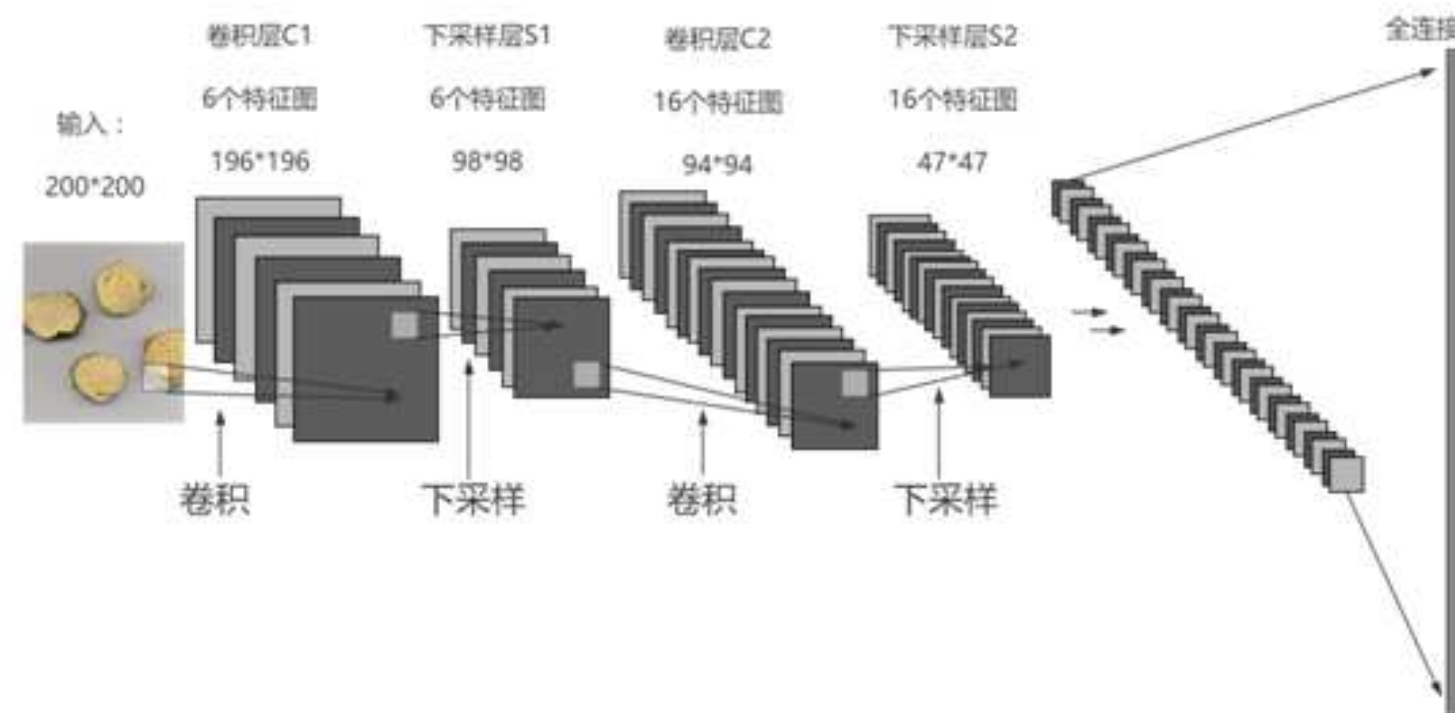 卷积层C1
6个特征图
196*196
下采样层S1
6个特征图
98*98
卷积层C2
16个特征图
94*94
下采样层S2
16个特征图
47*47
全连接
输入：
200*200
卷积
下采样
卷积
下采样